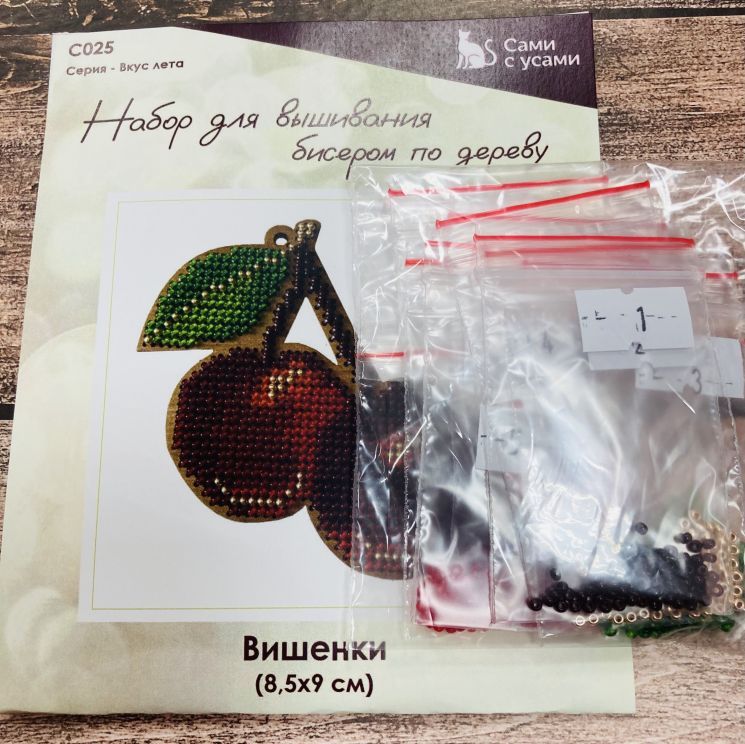 C025
Серия - Вкус лета
Сами
с усами
Набор для вышивания
бисером по дереву
1
2
3
4
Вишенки
(8,5х9 см)